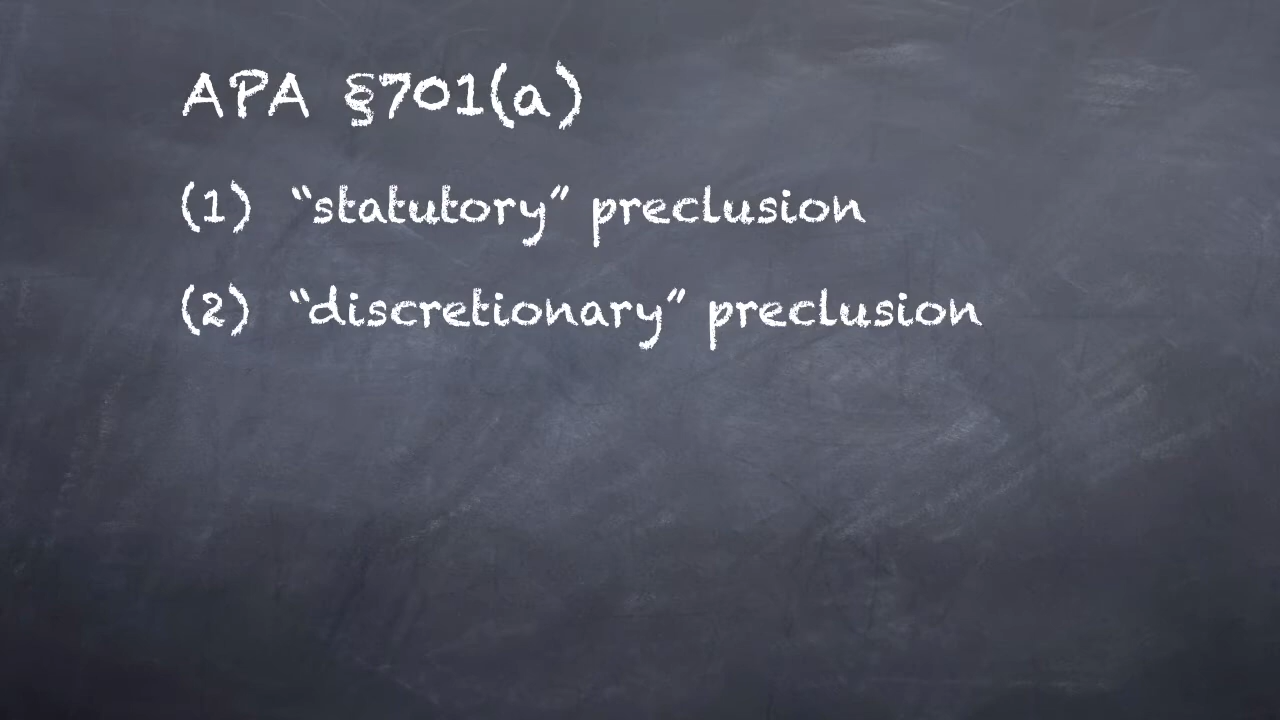 APA §701(a)
(1) “statutory” preclusion
(2) “discretionary” preclusion